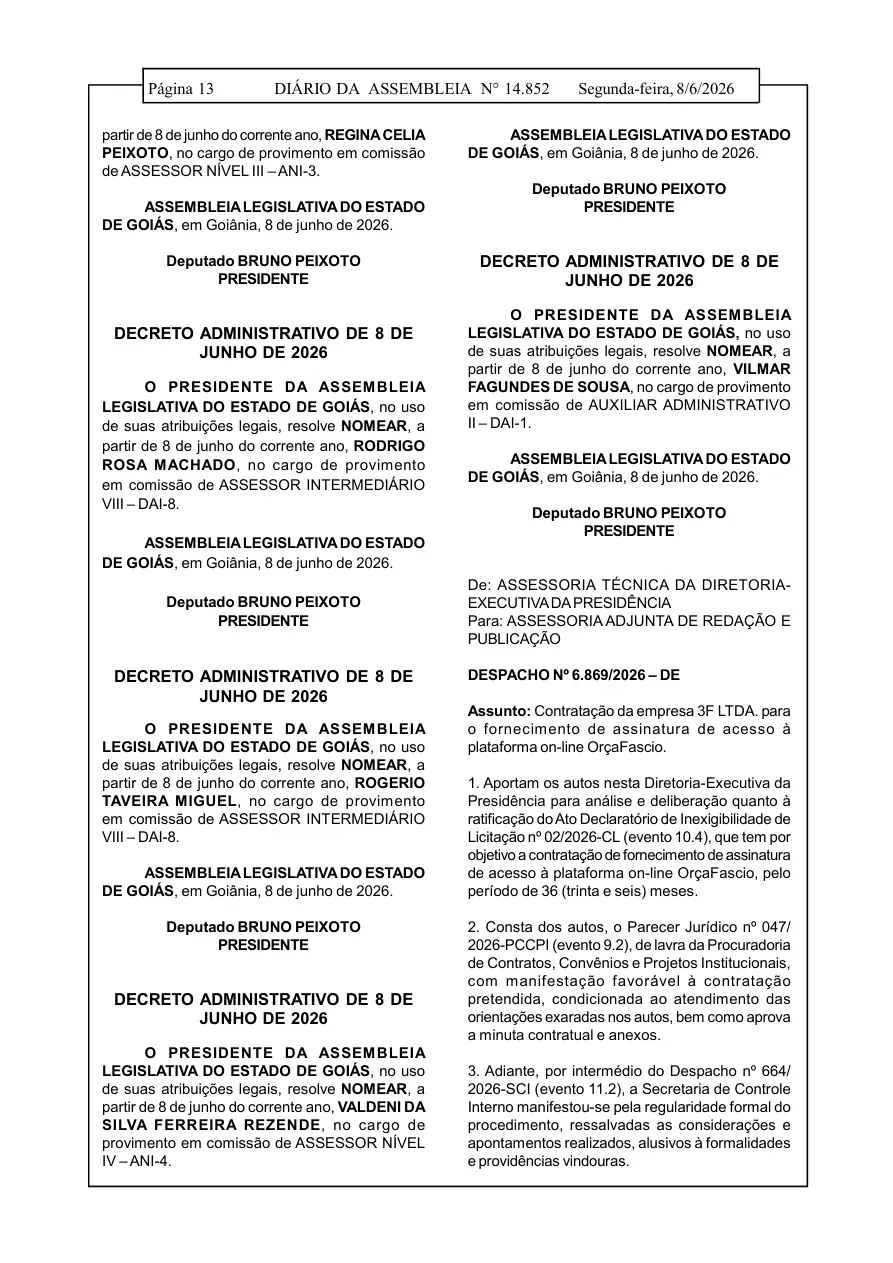 Página 13 DIÁRIO DA ASSEMBLEIA N° 14.852 Segunda-feira, 8/6/2026
partir de 8 de junho do corrente ano, REGINA CELIA
PEIXOTO, no cargo de provimento em comissão
de ASSESSOR NÍVEL III – ANI-3.
ASSEMBLEIA LEGISLATIVA DO ESTADO
DE GOIÁS, em Goiânia, 8 de junho de 2026.
Deputado BRUNO PEIXOTO
PRESIDENTE
DECRETO ADMINISTRATIVO DE 8 DE
JUNHO DE 2026
O PRESIDENTE DA ASSEMBLEIA
LEGISLATIVA DO ESTADO DE GOIÁS, no uso
de suas atribuições legais, resolve NOMEAR, a
partir de 8 de junho do corrente ano, RODRIGO
ROSA MACHADO, no cargo de provimento
em comissão de ASSESSOR INTERMEDIÁRIO
VIII – DAI-8.
ASSEMBLEIA LEGISLATIVA DO ESTADO
DE GOIÁS, em Goiânia, 8 de junho de 2026.
Deputado BRUNO PEIXOTO
PRESIDENTE
DECRETO ADMINISTRATIVO DE 8 DE
JUNHO DE 2026
O PRESIDENTE DA ASSEMBLEIA
LEGISLATIVA DO ESTADO DE GOIÁS, no uso
de suas atribuições legais, resolve NOMEAR, a
partir de 8 de junho do corrente ano, ROGERIO
TAVEIRA MIGUEL, no cargo de provimento
em comissão de ASSESSOR INTERMEDIÁRIO
VIII – DAI-8.
ASSEMBLEIA LEGISLATIVA DO ESTADO
DE GOIÁS, em Goiânia, 8 de junho de 2026.
Deputado BRUNO PEIXOTO
PRESIDENTE
DECRETO ADMINISTRATIVO DE 8 DE
JUNHO DE 2026
O PRESIDENTE DA ASSEMBLEIA
LEGISLATIVA DO ESTADO DE GOIÁS, no uso
de suas atribuições legais, resolve NOMEAR, a
partir de 8 de junho do corrente ano, VALDENI DA
SILVA FERREIRA REZENDE, no cargo de
provimento em comissão de ASSESSOR NÍVEL
IV – ANI-4.
ASSEMBLEIA LEGISLATIVA DO ESTADO
DE GOIÁS, em Goiânia, 8 de junho de 2026.
Deputado BRUNO PEIXOTO
PRESIDENTE
DECRETO ADMINISTRATIVO DE 8 DE
JUNHO DE 2026
O PRESIDENTE DA ASSEMBLEIA
LEGISLATIVA DO ESTADO DE GOIÁS, no uso
de suas atribuições legais, resolve NOMEAR, a
partir de 8 de junho do corrente ano, VILMAR
FAGUNDES DE SOUSA, no cargo de provimento
em comissão de AUXILIAR ADMINISTRATIVO
II – DAI-1.
ASSEMBLEIA LEGISLATIVA DO ESTADO
DE GOIÁS, em Goiânia, 8 de junho de 2026.
Deputado BRUNO PEIXOTO
PRESIDENTE
De: ASSESSORIA TÉCNICA DA DIRETORIA-
EXECUTIVA DA PRESIDÊNCIA
Para: ASSESSORIA ADJUNTA DE REDAÇÃO E
PUBLICAÇÃO
DESPACHO Nº 6.869/2026 – DE
Assunto: Contratação da empresa 3F LTDA. para
o fornecimento de assinatura de acesso à
plataforma on-line OrçaFascio.
1. Aportam os autos nesta Diretoria-Executiva da
Presidência para análise e deliberação quanto à
ratificação do Ato Declaratório de Inexigibilidade de
Licitação nº 02/2026-CL (evento 10.4), que tem por
objetivo a contratação de fornecimento de assinatura
de acesso à plataforma on-line OrçaFascio, pelo
período de 36 (trinta e seis) meses.
2. Consta dos autos, o Parecer Jurídico nº 047/
2026-PCCPI (evento 9.2), de lavra da Procuradoria
de Contratos, Convênios e Projetos Institucionais,
com manifestação favorável à contratação
pretendida, condicionada ao atendimento das
orientações exaradas nos autos, bem como aprova
a minuta contratual e anexos.
3. Adiante, por intermédio do Despacho nº 664/
2026-SCI (evento 11.2), a Secretaria de Controle
Interno manifestou-se pela regularidade formal do
procedimento, ressalvadas as considerações e
apontamentos realizados, alusivos à formalidades
e providências vindouras.